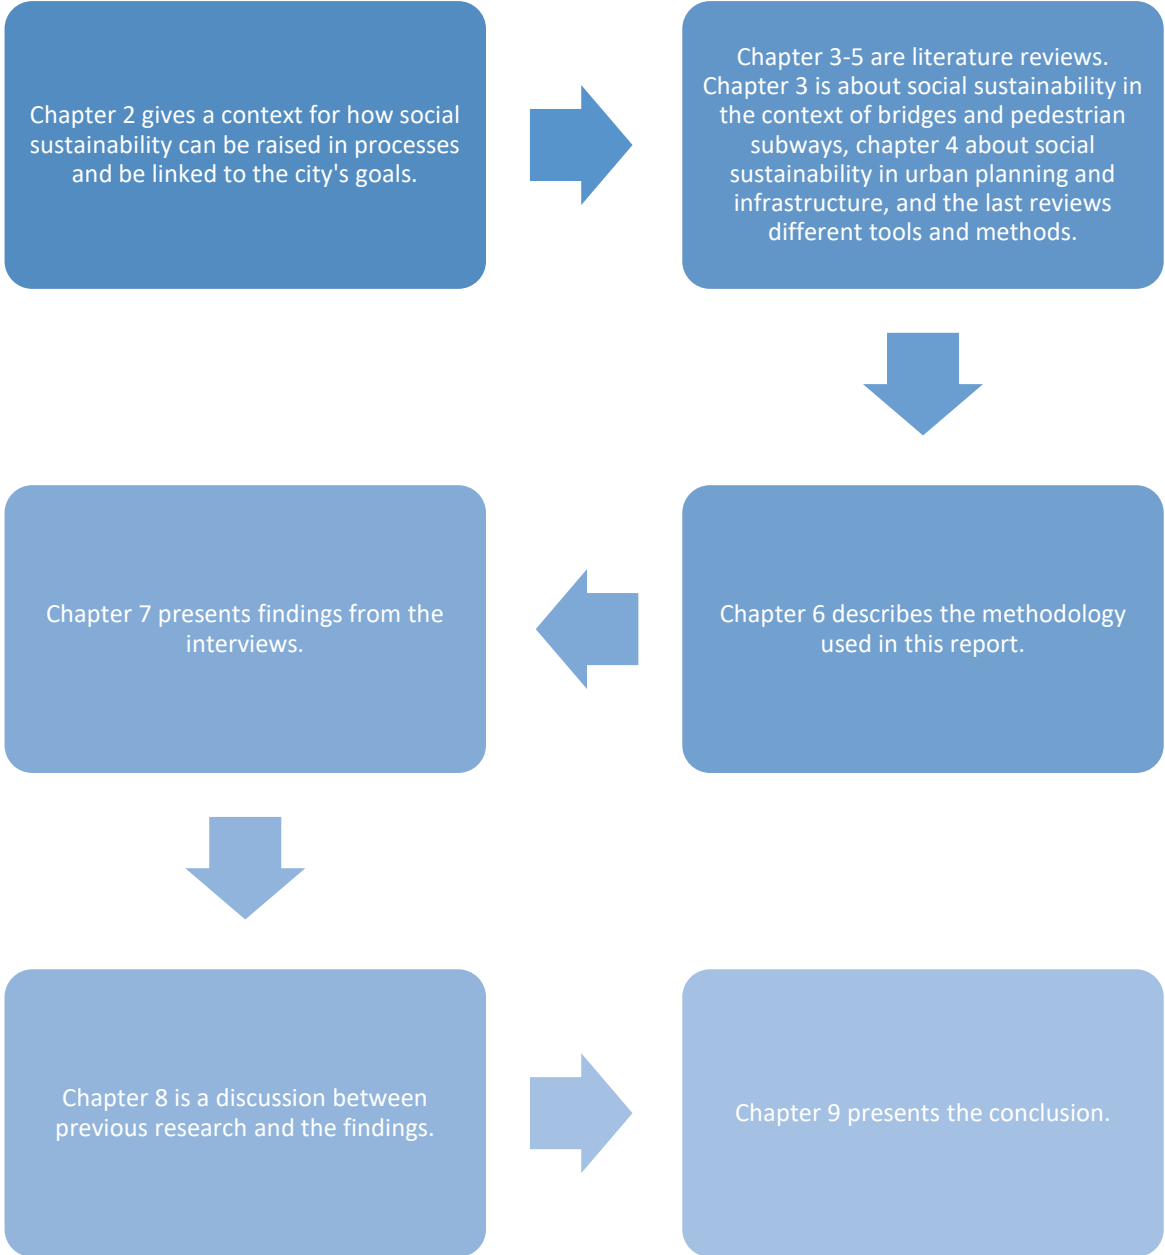 Chapter 2 gives a context for how social
sustainability can be raised in processes
and be linked to the city's goals.
Chapter 3-5 are literature reviews.
Chapter 3 is about social sustainability in
the context of bridges and pedestrian
subways, chapter 4 about social
sustainability in urban planning and
infrastructure, and the last reviews
different tools and methods.
Chapter 6 describes the methodology
used in this report.
Chapter 7 presents findings from the
interviews.
Chapter 8 is a discussion between
previous research and the findings.
Chapter 9 presents the conclusion.